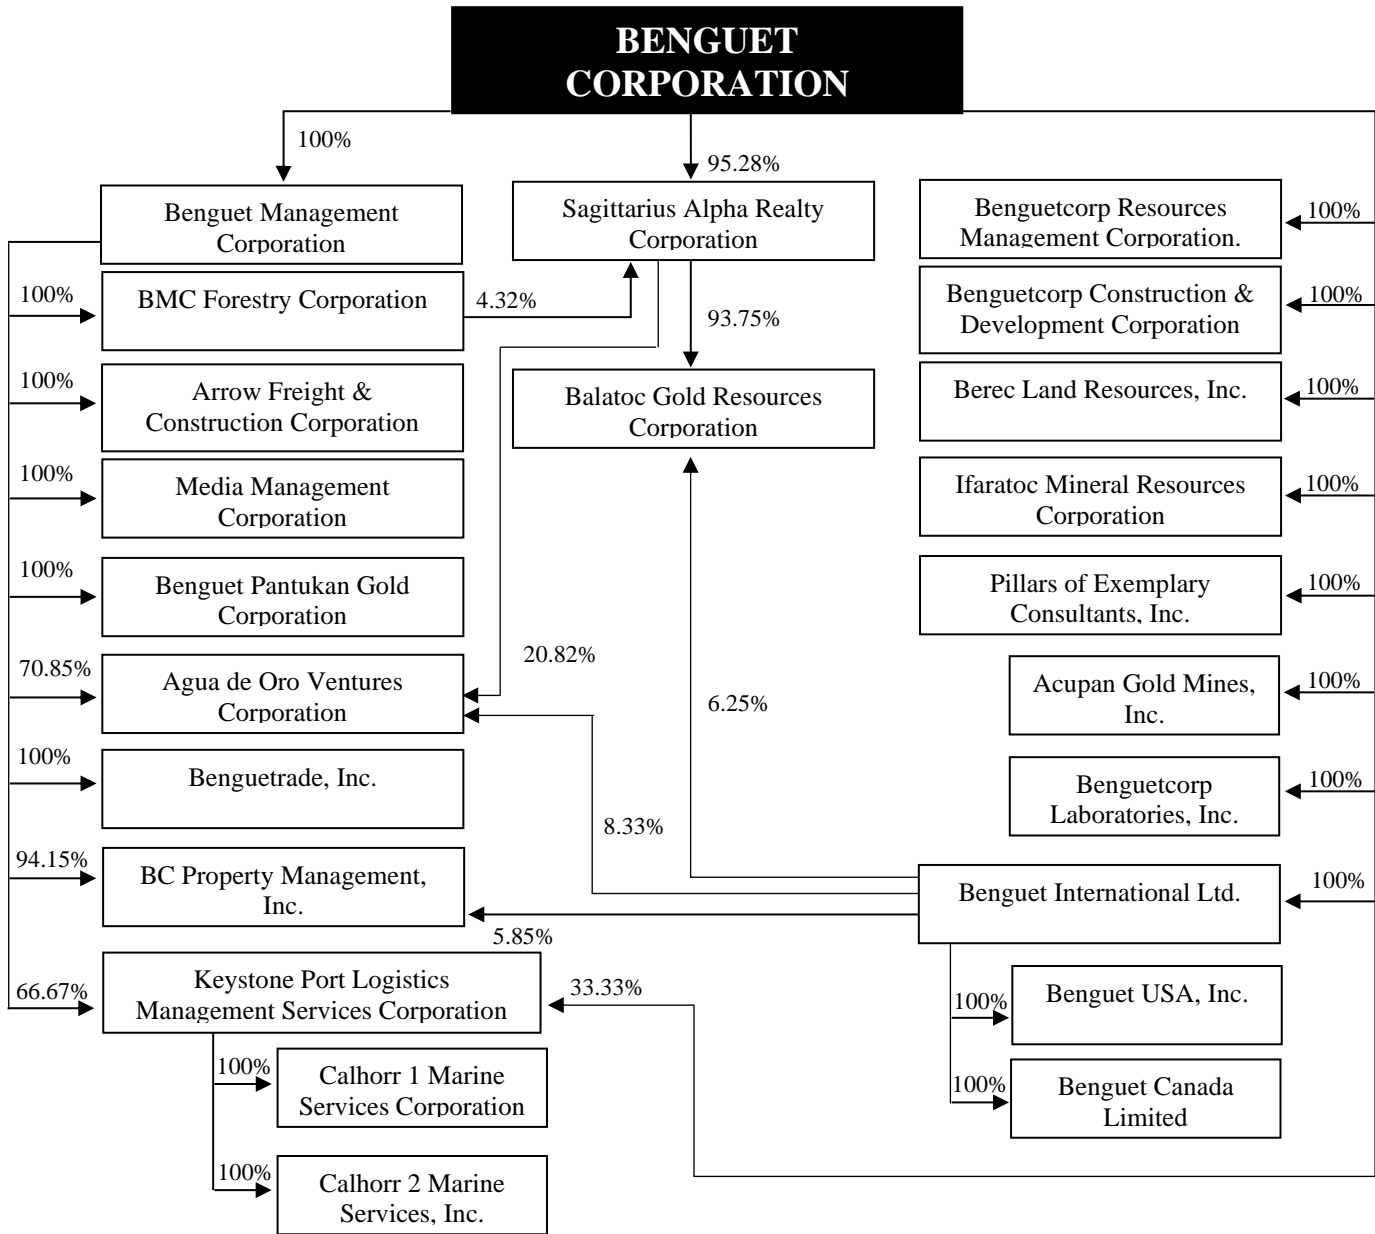 BENGUET
CORPORATION
100%
95.28%
Benguet Management
Corporation
Sagittarius Alpha Realty
Corporation
Benguetcorp Resources
Management Corporation.
100%
100%
BMC Forestry Corporation
4.32%
93.75%
Benguetcorp Construction &
Development Corporation
100%
100%
Arrow Freight &
Construction Corporation
Balatoc Gold Resources
Corporation
Berec Land Resources, Inc.
100%
100%
Media Management
Corporation
Ifaratoc Mineral Resources
Corporation
100%
100%
Benguet Pantukan Gold
Corporation
Pillars of Exemplary
Consultants, Inc.
100%
70.85%
Agua de Oro Ventures
Corporation
20.82%
6.25%
Acupan Gold Mines,
Inc.
100%
100%
Benguetrade, Inc.
8.33%
Benguetcorp
Laboratories, Inc.
100%
94.15%
BC Property Management,
Inc.
5.85%
Benguet International Ltd.
100%
66.67%
Keystone Port Logistics
Management Services Corporation
33.33%
100%
Benguet USA, Inc.
100%
Calhorr 1 Marine
Services Corporation
100%
Benguet Canada
Limited
100%
Calhorr 2 Marine
Services, Inc.